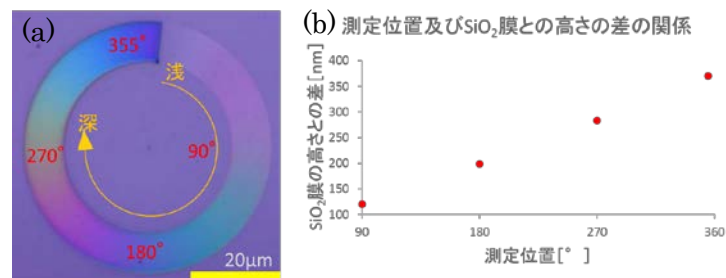 (a)
355°
浅
深
270°
90°
180°
20μm
(b) 測定位置及びSiO₂膜との高さの差の関係
SiO₂膜の高さとの差[nm]
400
350
300
250
200
150
100
90
180
270
360
測定位置[°]